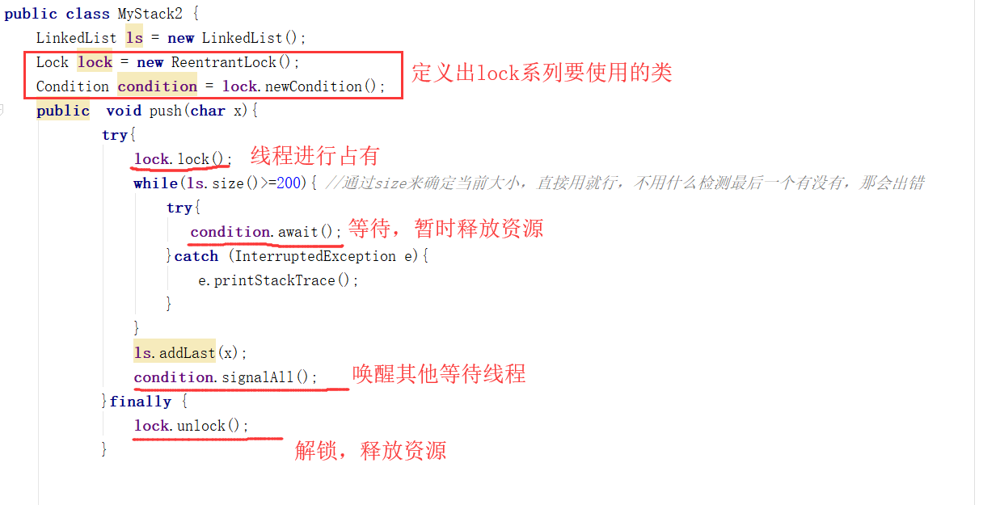 public class MyStack2 {
LinkedList ls = new LinkedList();
Lock lock = new ReentrantLock();
Condition condition = lock.newCondition();
定义出lock系列要使用的类
public  void push(char x){
try{
lock.lock(); 线程进行占有
while(ls.size()>=200){ //通过size来确定当前大小，直接用就行，不用什么检测最后一个有没有，那会出错
try{
condition.await(); 等待，暂时释放资源
}catch (InterruptedException e){
e.printStackTrace();
}
}
ls.addLast(x);
condition.signalAll(); 唤醒其他等待线程
}finally {
lock.unlock();
解锁，释放资源
}